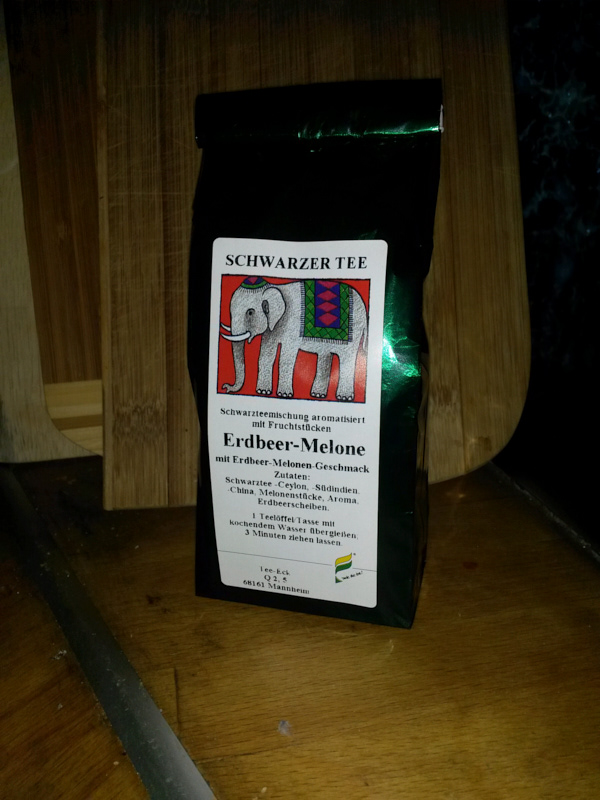 SCHWARZER TEE
Schwarzteemischung aromatisiert
mit Fruchtstücken
Erdbeer-Melone
mit Erdbeer-Melonen-Geschmack
Zutaten:
Schwarztee -Ceylon, -Südindien,
-China, Melonenstücke, Aroma,
Erdbeerscheiben.
1 Teelöffel/Tasse mit
kochendem Wasser übergießen,
3 Minuten ziehen lassen.
Tee-Eck
Q 2, 5
68161 Mannheim